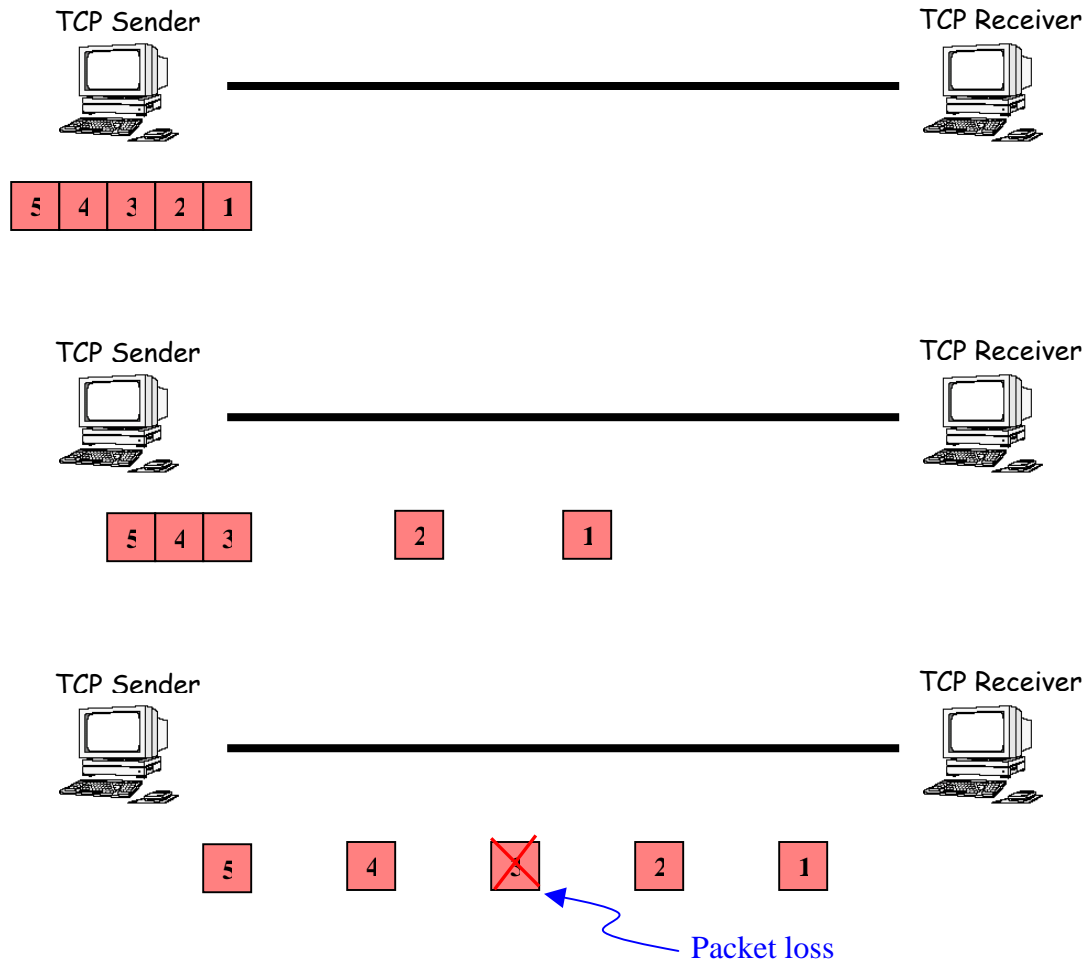 TCP Sender
TCP Receiver
5 4 3 2 1
TCP Sender
TCP Receiver
5 4 3 2 1
TCP Sender
TCP Receiver
5 4 3 2 1
Packet loss